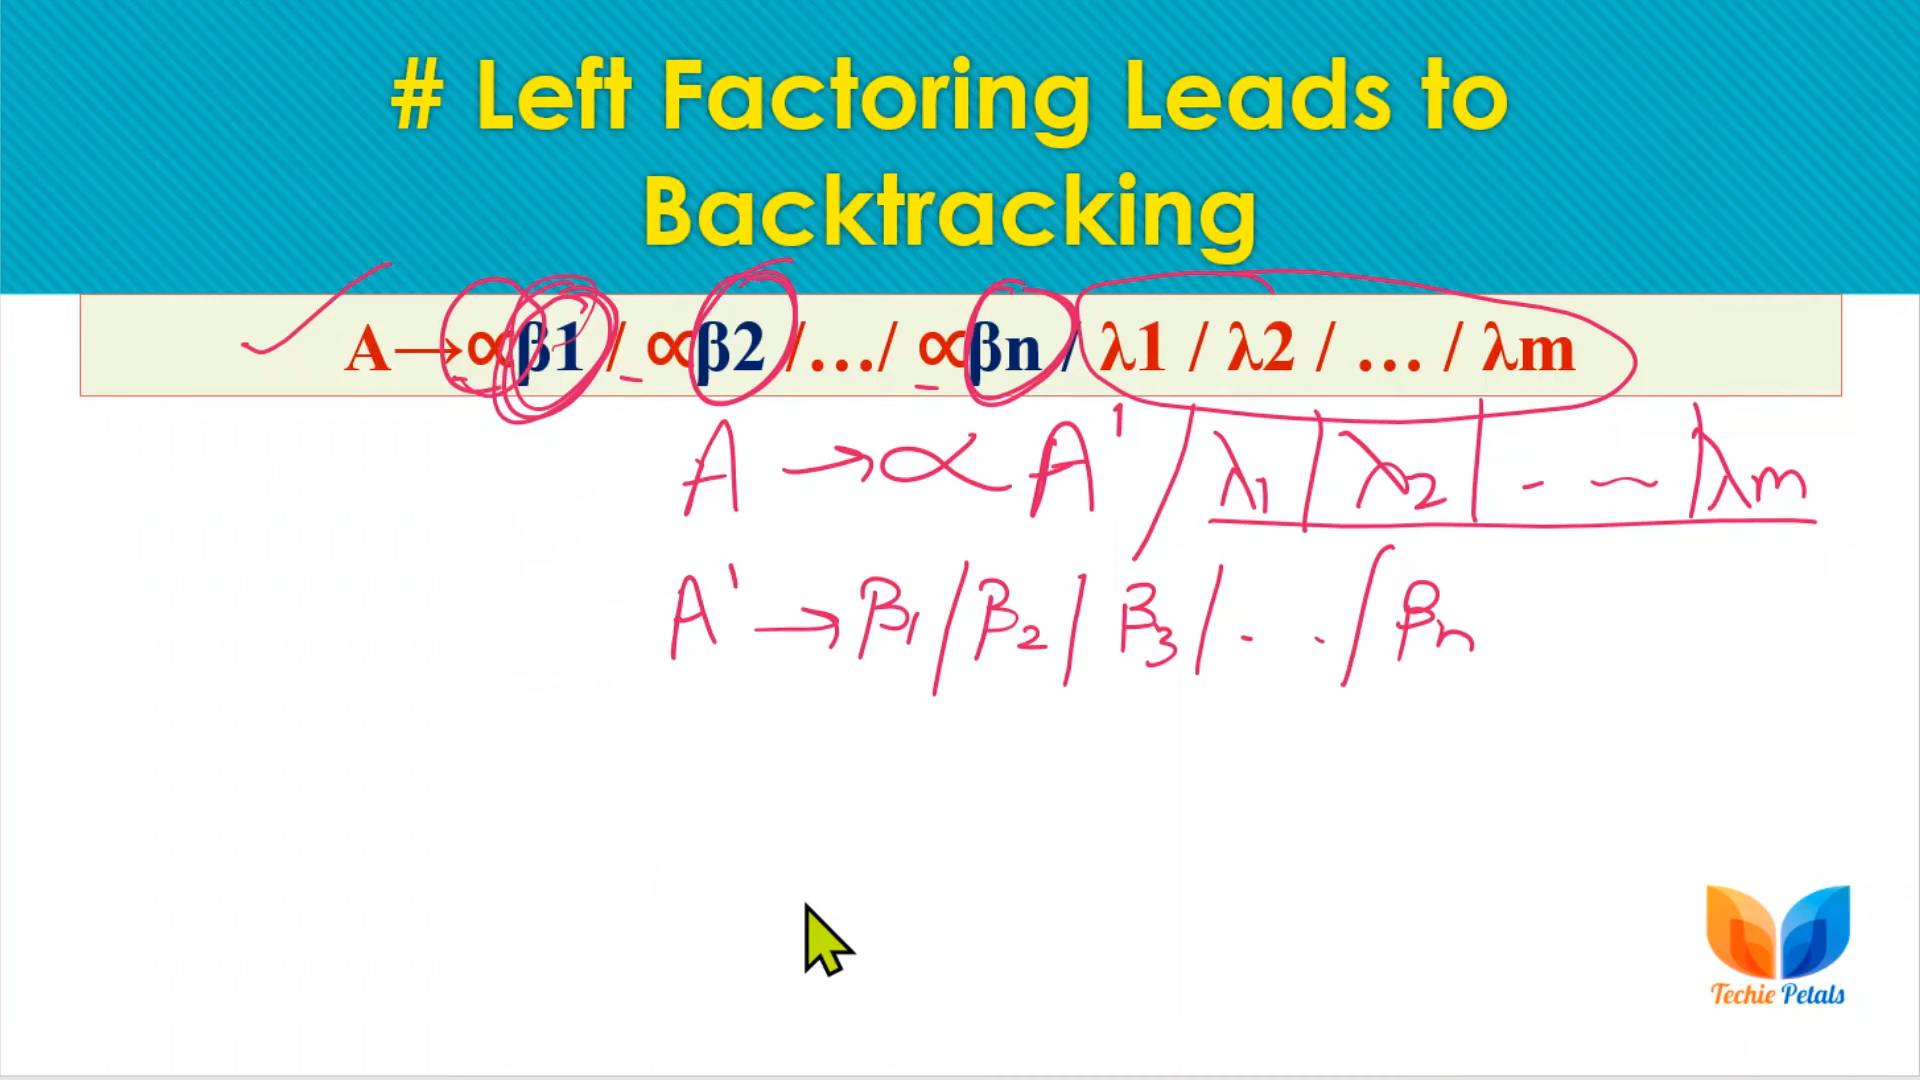 # Left Factoring Leads to
Backtracking
A→∝β1 / ∝β2 /…/ ∝βn / λ1 / λ2 / … / λm
A → α A' / λ1 | λ2 | - - | λm
A' → β1 / β2 / β3 / . . / βn
Techie Petals